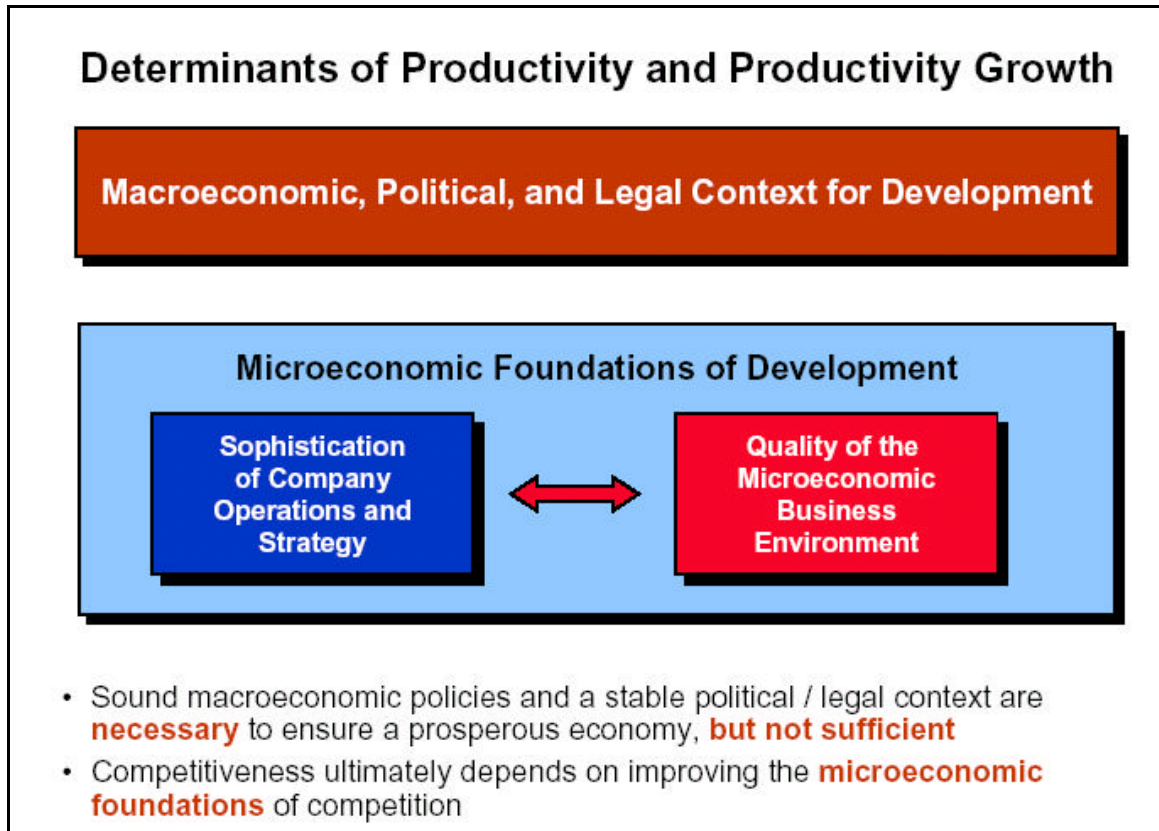 Determinants of Productivity and Productivity Growth
Macroeconomic, Political, and Legal Context for Development
Microeconomic Foundations of Development
Sophistication
of Company
Operations and
Strategy
Quality of the
Microeconomic
Business
Environment
• Sound macroeconomic policies and a stable political / legal context are
necessary to ensure a prosperous economy, but not sufficient
• Competitiveness ultimately depends on improving the microeconomic
foundations of competition